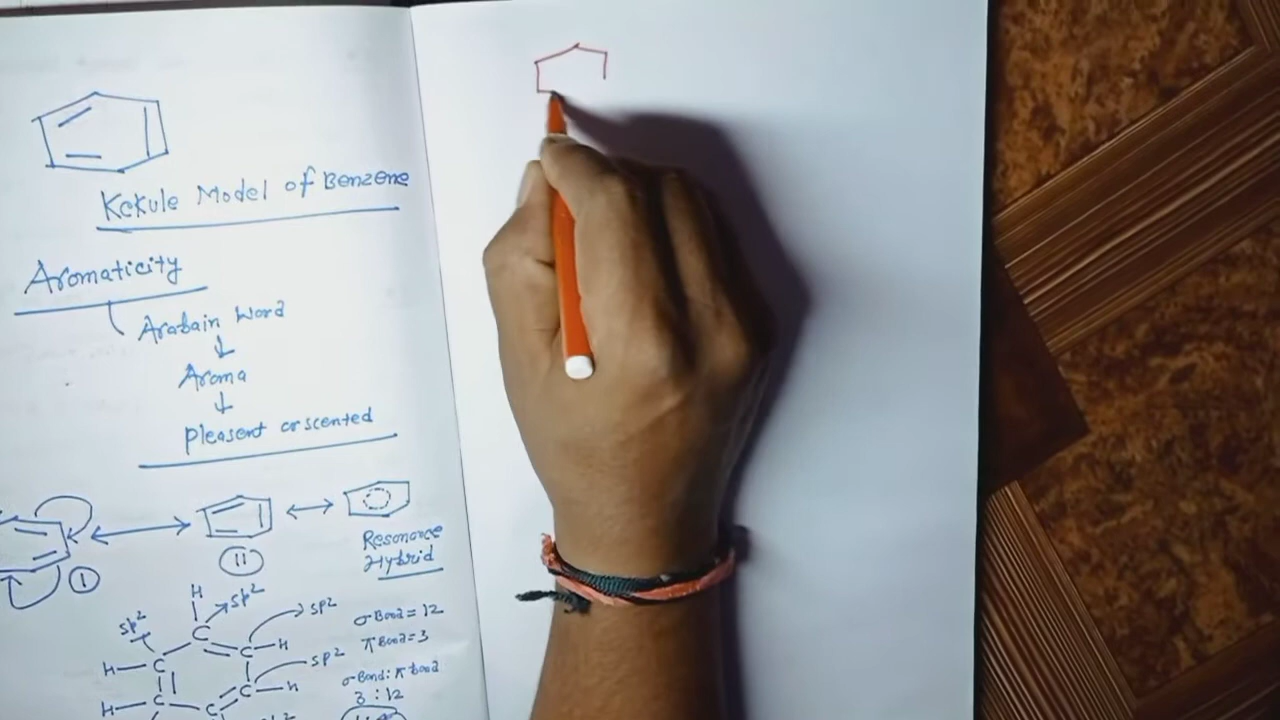 Kekule Model of Benzene
Aromaticity
Arabain Word
↓
Aroma
↓
Pleasent or scented
I
II
Resonance
Hybrid
H
sp²
sp²
sp²
C
C
H
H
C
sp²
H
C
C
C
H
σ Bond = 12
π Bond = 3
σ Bond : π bond
3 : 12